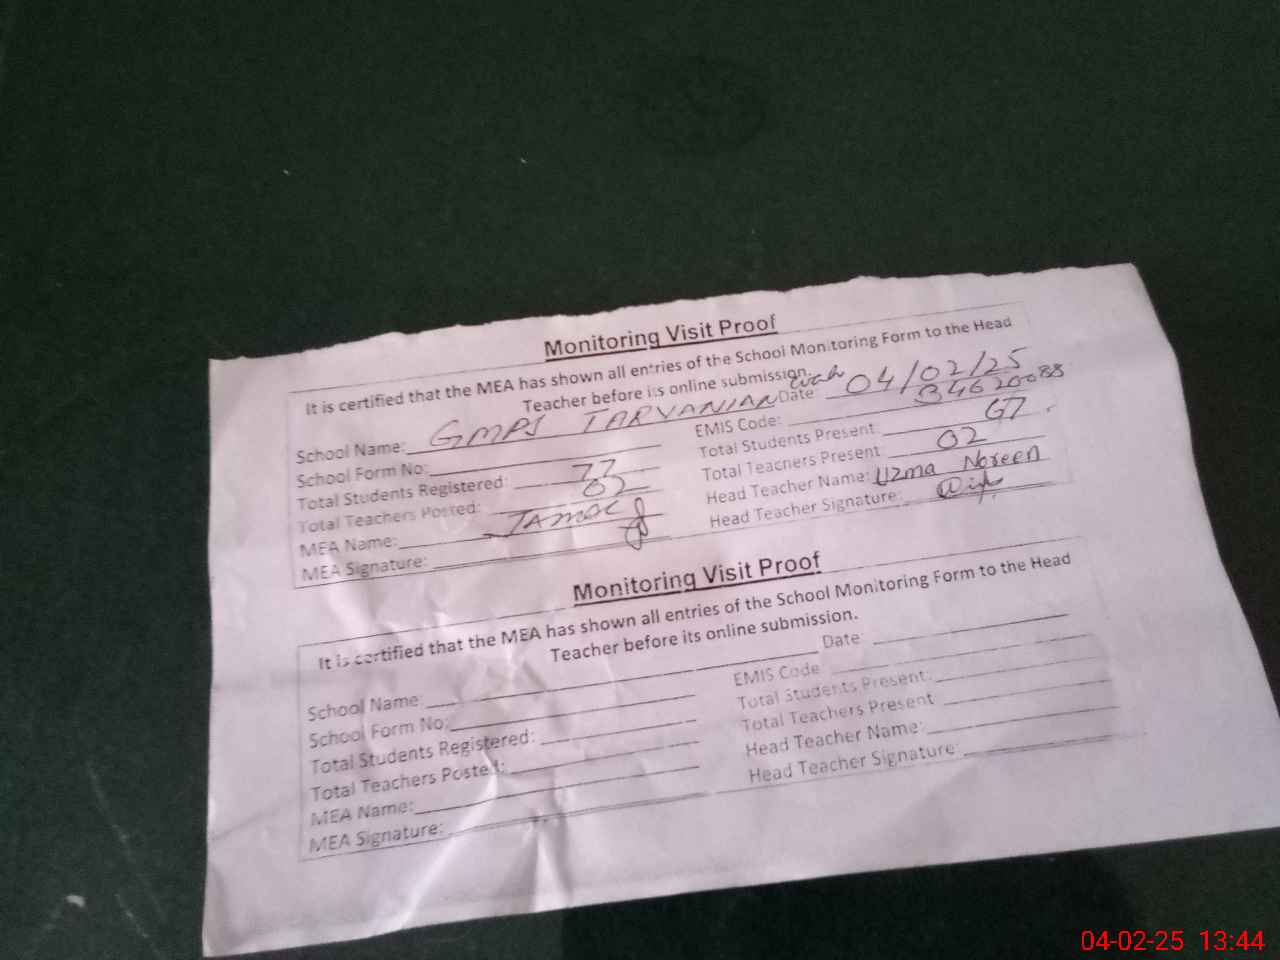 Monitoring Visit Proof
It is certified that the MEA has shown all entries of the School Monitoring Form to the Head
Teacher before its online submission.
School Name: GMPS TARVANIAN Wah Date: 04/02/25
School Form No: EMIS Code: 34620088
Total Students Registered: 77 Total Students Present: 67
Total Teachers Posted: 02 Total Teachers Present: 02
MEA Name: Head Teacher Name: Uzma Noreen
MEA Signature: Head Teacher Signature:
Monitoring Visit Proof
It is certified that the MEA has shown all entries of the School Monitoring Form to the Head
Teacher before its online submission.
School Name: Date
School Form No: EMIS Code
Total Students Registered: Total Students Present:
Total Teachers Posted: Total Teachers Present
MEA Name: Head Teacher Name:
MEA Signature: Head Teacher Signature:
04-02-25 13:44